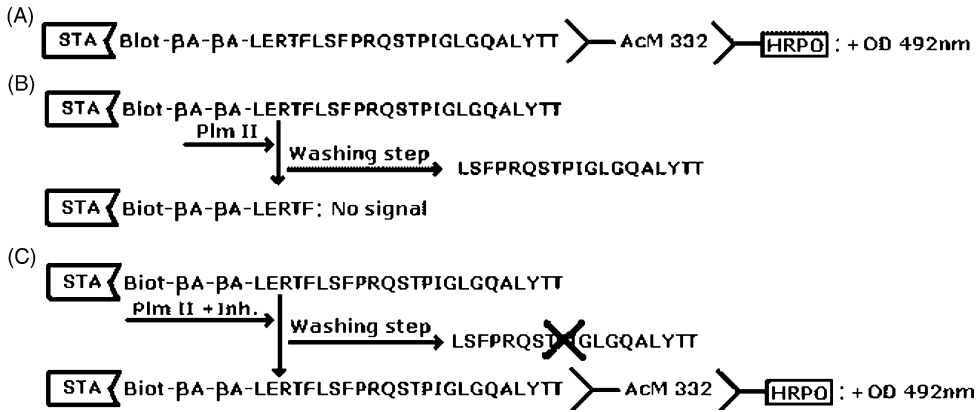 (A)
STA Biot-βA-βA-LERTFLSFPRQSTPIGLGQALYTT AcM 332 HRPO : + OD 492nm
(B)
STA Biot-βA-βA-LERTFLSFPRQSTPIGLGQALYTT
Plm II
Washing step
LSFPRQSTPIGLGQALYTT
STA Biot-βA-βA-LERTF: No signal
(C)
STA Biot-βA-βA-LERTFLSFPRQSTPIGLGQALYTT
Plm II + Inh.
Washing step
LSFPRQSTPIGLGQALYTT
STA Biot-βA-βA-LERTFLSFPRQSTPIGLGQALYTT AcM 332 HRPO : + OD 492nm